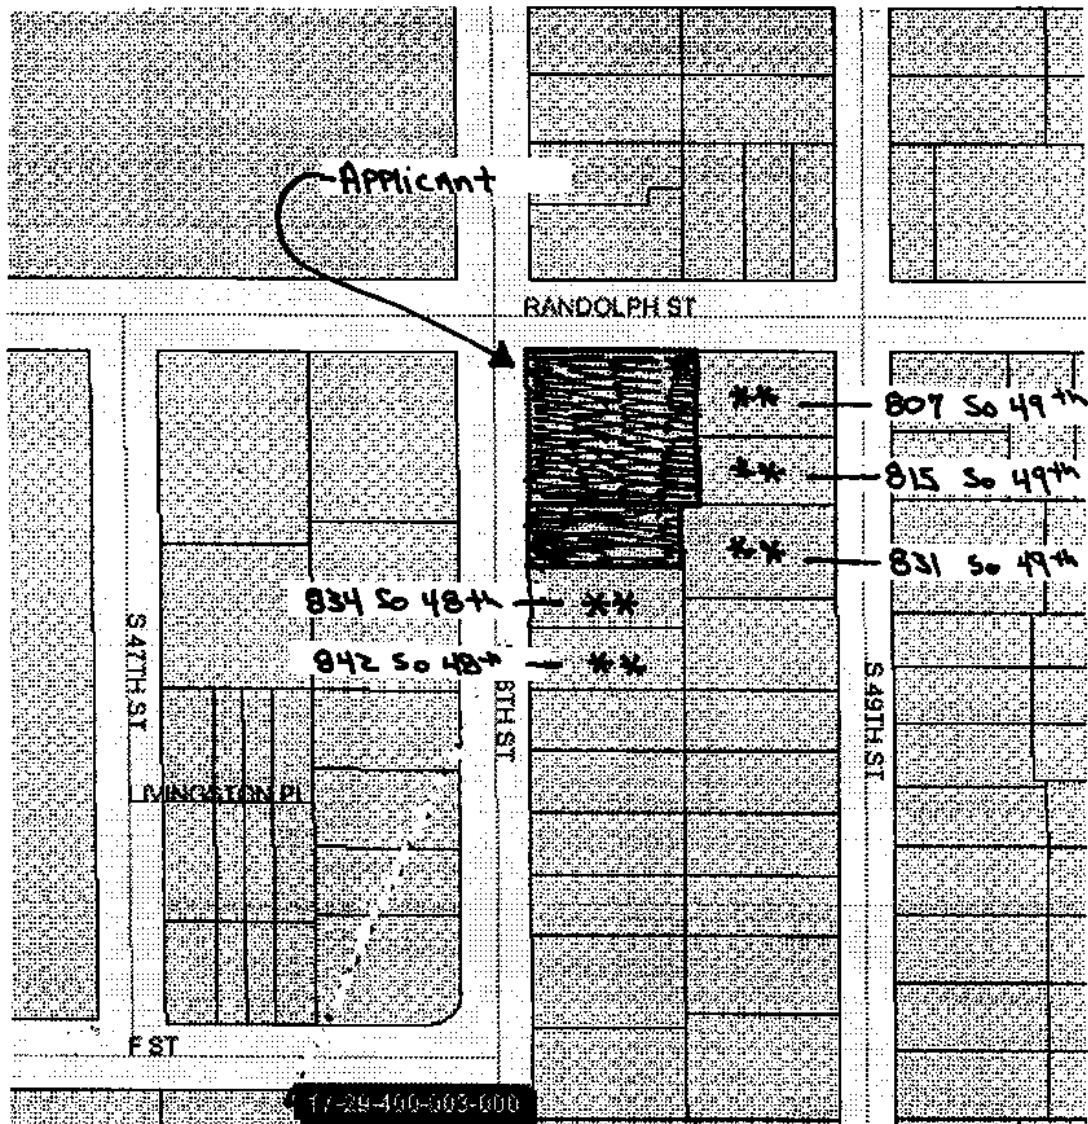 Applicant
RANDOLPH ST
** 807 So 49th
** 815 So 49th
** 831 So 49th
834 So 48th **
842 So 48th **
S 47TH ST
8TH ST
S 49TH ST
LIVINGSTON PL
F ST
17-29-400-003-000